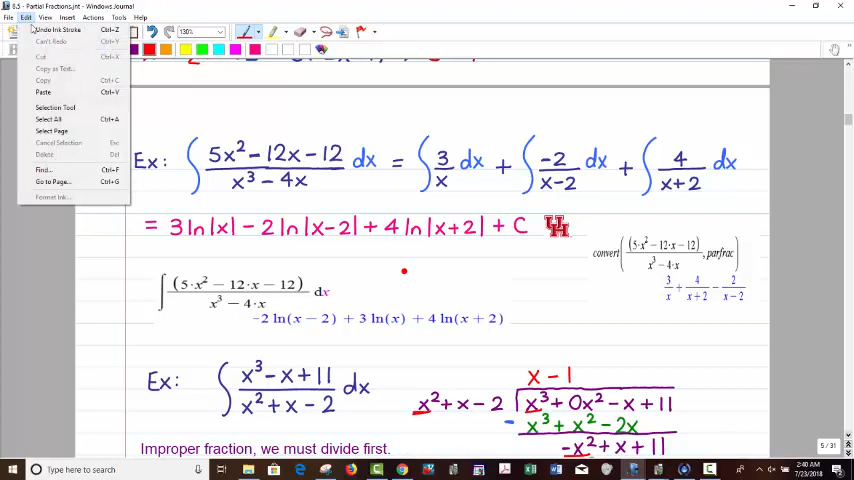 8.5 - Partial Fractions.jnt - Windows Journal
File Edit View Insert Actions Tools Help
130%
Undo Ink Stroke Ctrl+Z
Can't Redo Ctrl+Y
Cut Ctrl+X
Copy as Text...
Copy Ctrl+C
Paste Ctrl+V
Selection Tool
Select All Ctrl+A
Select Page
Cancel Selection Esc
Delete Del
Find... Ctrl+F
Go to Page... Ctrl+G
Format Ink...
Ex: ∫ (5x² - 12x - 12)/(x³ - 4x) dx = ∫ 3/x dx + ∫ -2/(x-2) dx + ∫ 4/(x+2) dx
= 3 ln|x| - 2 ln|x-2| + 4 ln|x+2| + C UH
convert((5·x² - 12·x - 12)/(x³ - 4·x), parfrac)
3/x + 4/(x+2) - 2/(x-2)
∫ (5·x² - 12·x - 12)/(x³ - 4·x) dx
-2 ln(x - 2) + 3 ln(x) + 4 ln(x + 2)
Ex: ∫ (x³ - x + 11)/(x² + x - 2) dx
x - 1
x² + x - 2 x³ + 0x² - x + 11
- x³ + x² - 2x
-x² + x + 11
Improper fraction, we must divide first.
5 / 31
Type here to search
2:40 AM
7/23/2018